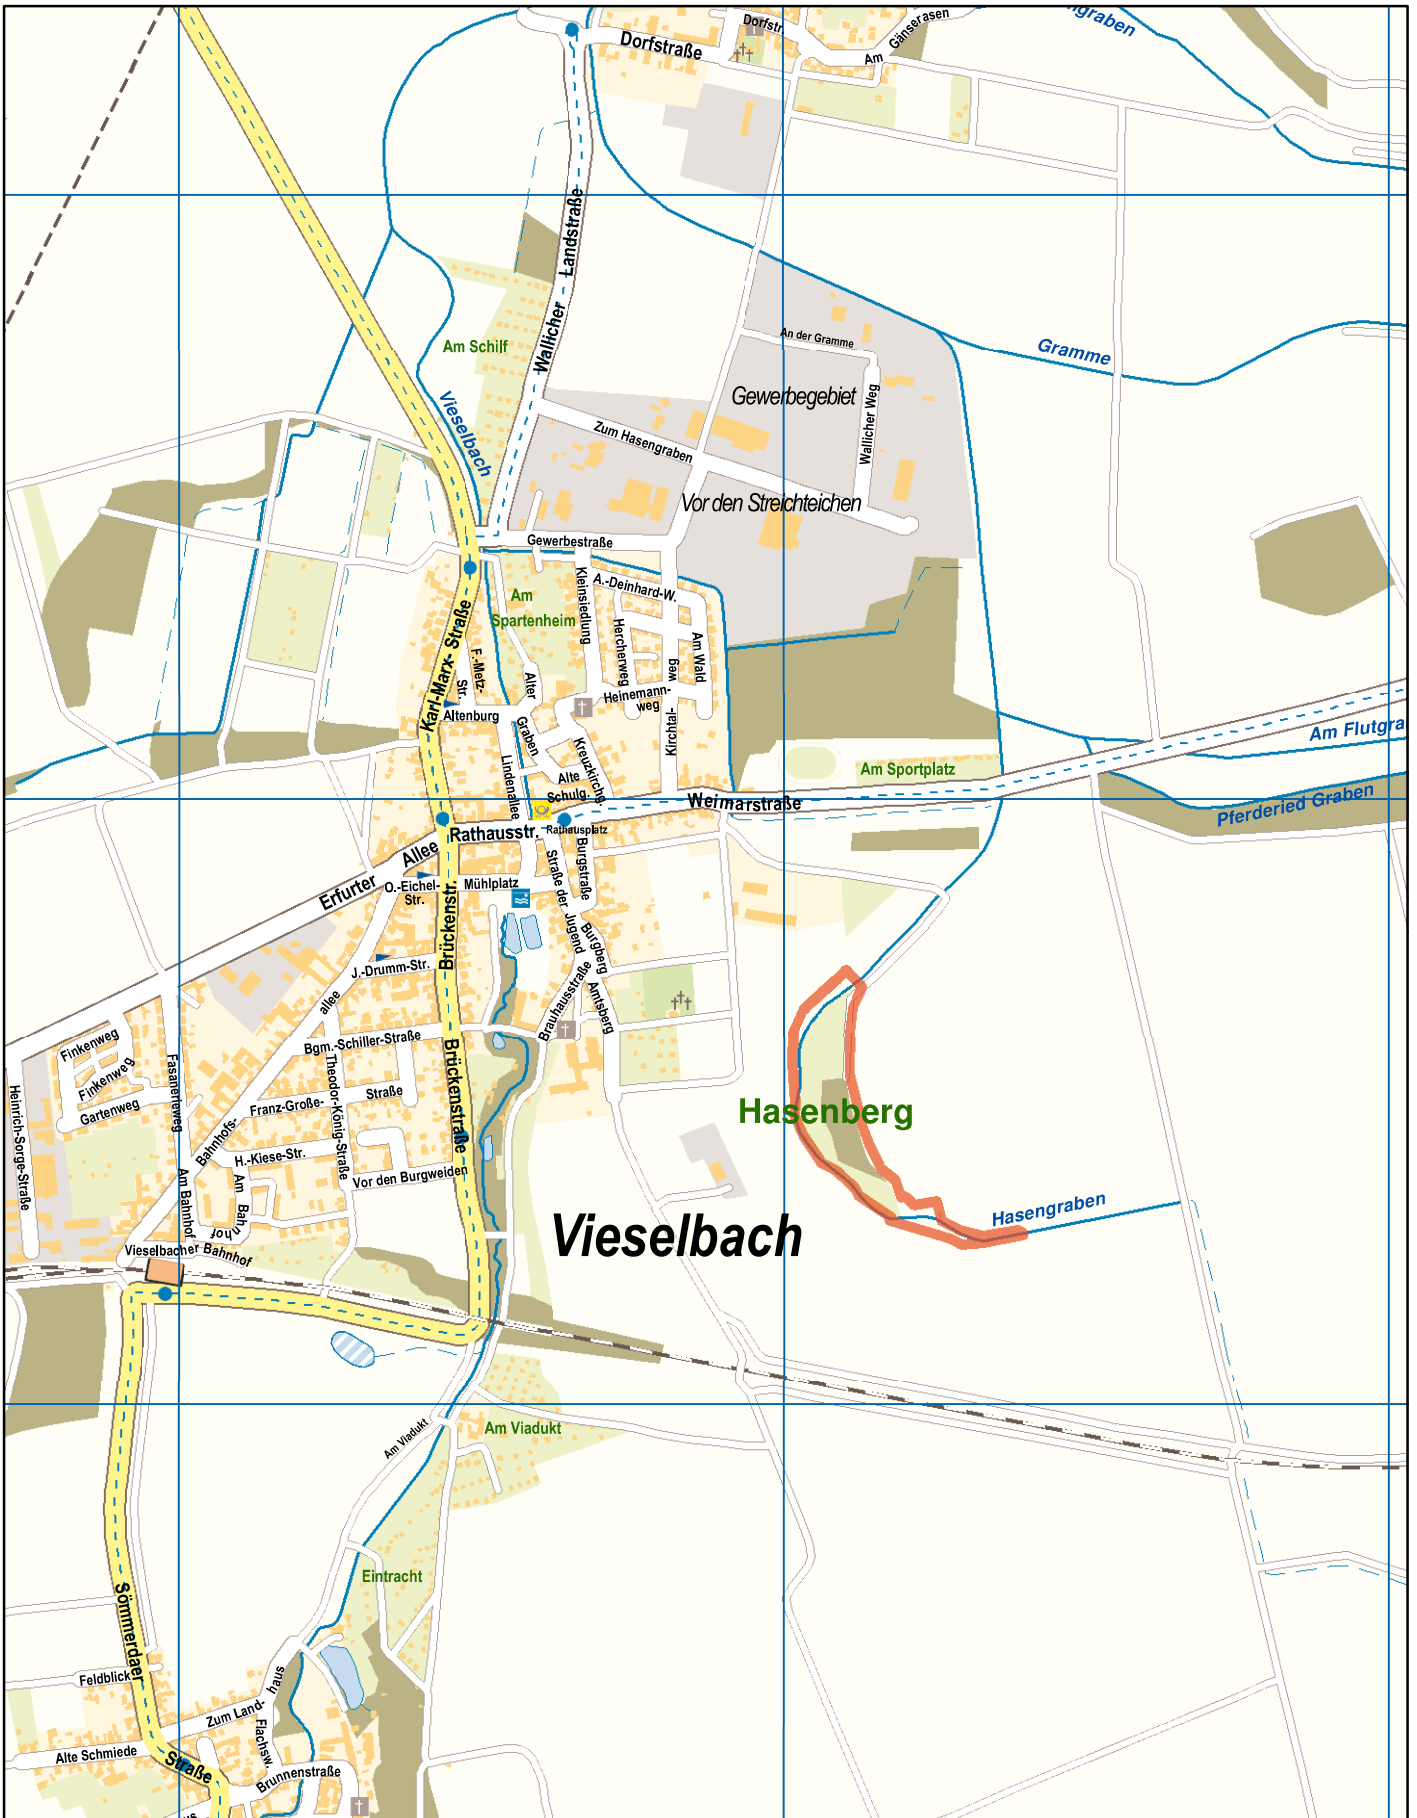 Dorfstr.
Gänserasen
Am
Dorfstraße
Wallicher Landstraße
Am Schilf
Vieselbach
An der Gramme
Gramme
Gewerbegebiet
Wallicher Weg
Zum Hasengraben
Vor den Streichteichen
Gewerbestraße
Kleinsiedlung
A.-Deinhard-W.
Am
Spartenheim
Hercherweg
Am Wald
Karl-Marx- Straße
F.-Metz-
Str.
Alter
Graben
Heinemann-
weg
Kirchtal-
weg
Altenburg
Lindenallee
Kreuzkirchg.
Alte
Schulg.
Am Sportplatz
Pferderied Graben
Weimarstraße
Rathausstr.
Rathausplatz
Erfurter Allee
O.-Eichel-
Str.
Mühlplatz
Straße der Jugend
Burgstraße
Burgberg
Brückenstr.
J.-Drumm-Str.
Brauhausstraße
Amtsberg
Bahnhofs-
allee
Finkenweg
Finkenweg
Gartenweg
Fasanerieweg
Heinrich-Sorge-Straße
Bgm.-Schiller-Straße
Theodor-König-Straße
Franz-Große-
Straße
Brückenstraße
H.-Kiese-Str.
Vor den Burgweiden
Am Bahnhof
Am Bahnhof
Vieselbacher Bahnhof
Hasenberg
Hasengraben
Vieselbach
Am Viadukt
Am Viadukt
Eintracht
Sömmerdaer
Straße
Feldblick
Zum Land-
haus
Flachsw.
Alte Schmiede
Brunnenstraße